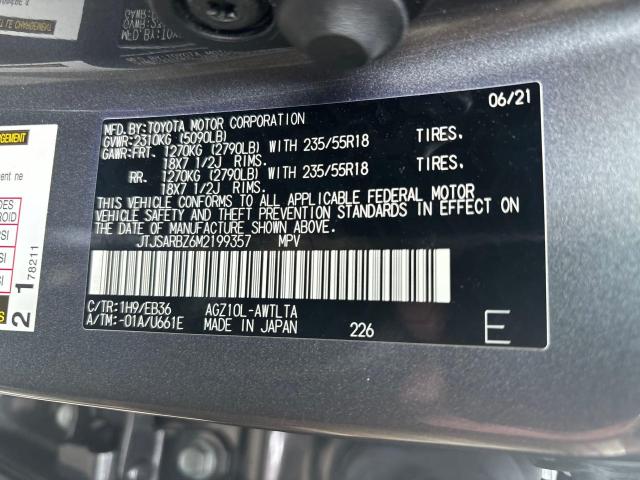 06/21
MFD.BY:TOYOTA MOTOR CORPORATION
GVWR:2310KG (5090LB)
GAWR:FRT. 1270KG (2790LB) WITH 235/55R18 TIRES.
18X7 1/2J RIMS.
RR. 1270KG (2790LB) WITH 235/55R18 TIRES.
18X7 1/2J RIMS.
THIS VEHICLE CONFORMS TO ALL APPLICABLE FEDERAL MOTOR
VEHICLE SAFETY AND THEFT PREVENTION STANDARDS IN EFFECT ON
THE DATE OF MANUFACTURE SHOWN ABOVE.
JTJSARBZ6M2199357 MPV
C/TR:1H9/EB36 AGZ10L-AWTLTA
A/TM:-01A/U661E MADE IN JAPAN 226 E
21
78211